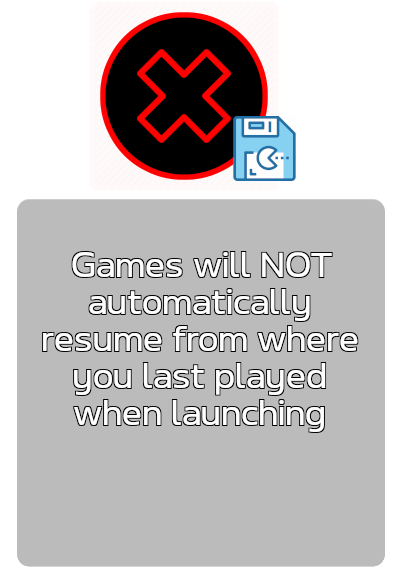 Games will NOT
automatically
resume from where
you last played
when launching